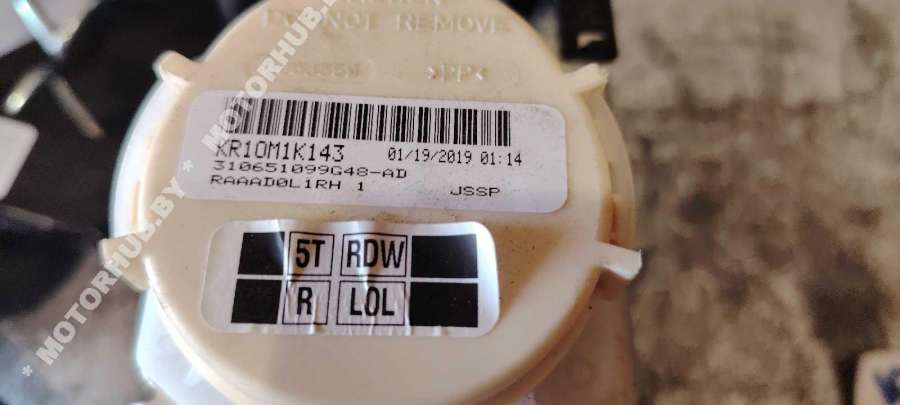 DO NOT REMOVE
>PP<
KR10M1K143 01/19/2019 01:14
310651099G48-AD
RAAAD0L1RH 1 JSSP
5T RDW
R LOL
* MOTORHUB.BY * MOTORHUB.BY